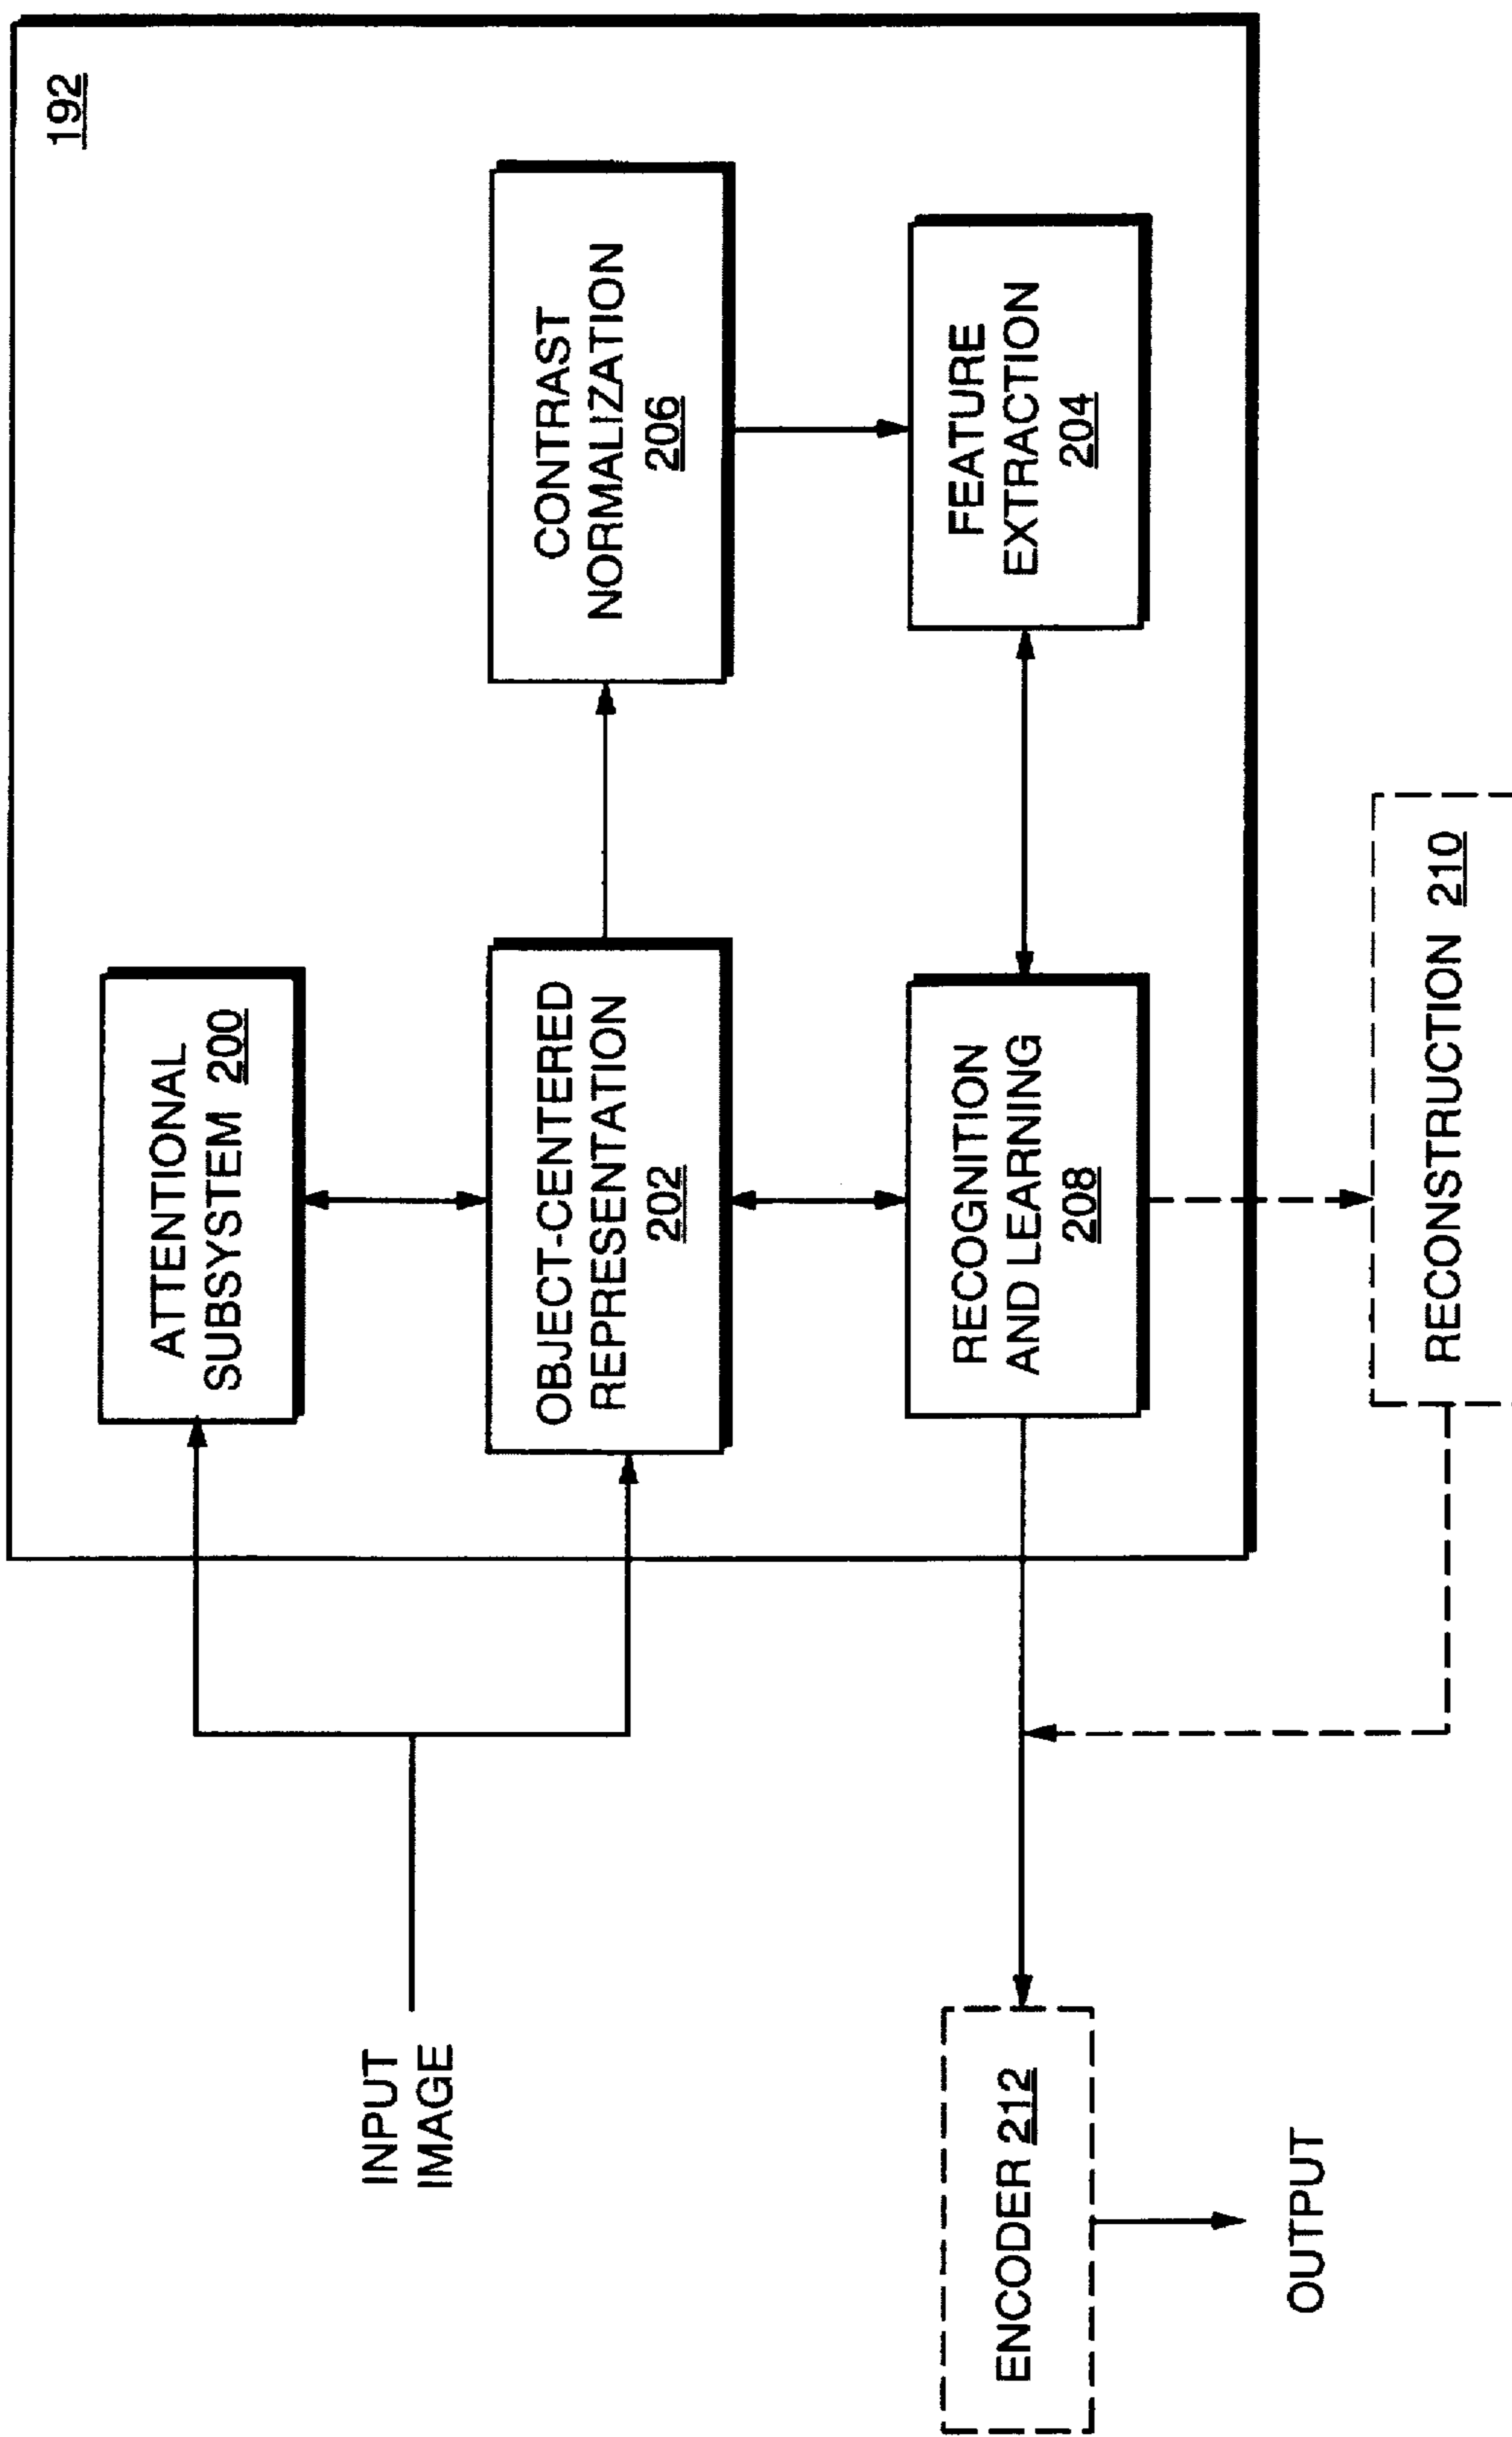 192
ATTENTIONAL
SUBSYSTEM 200
INPUT
IMAGE
OBJECT-CENTERED
REPRESENTATION
202
CONTRAST
NORMALIZATION
206
RECOGNITION
AND LEARNING
208
FEATURE
EXTRACTION
204
ENCODER 212
OUTPUT
RECONSTRUCTION 210